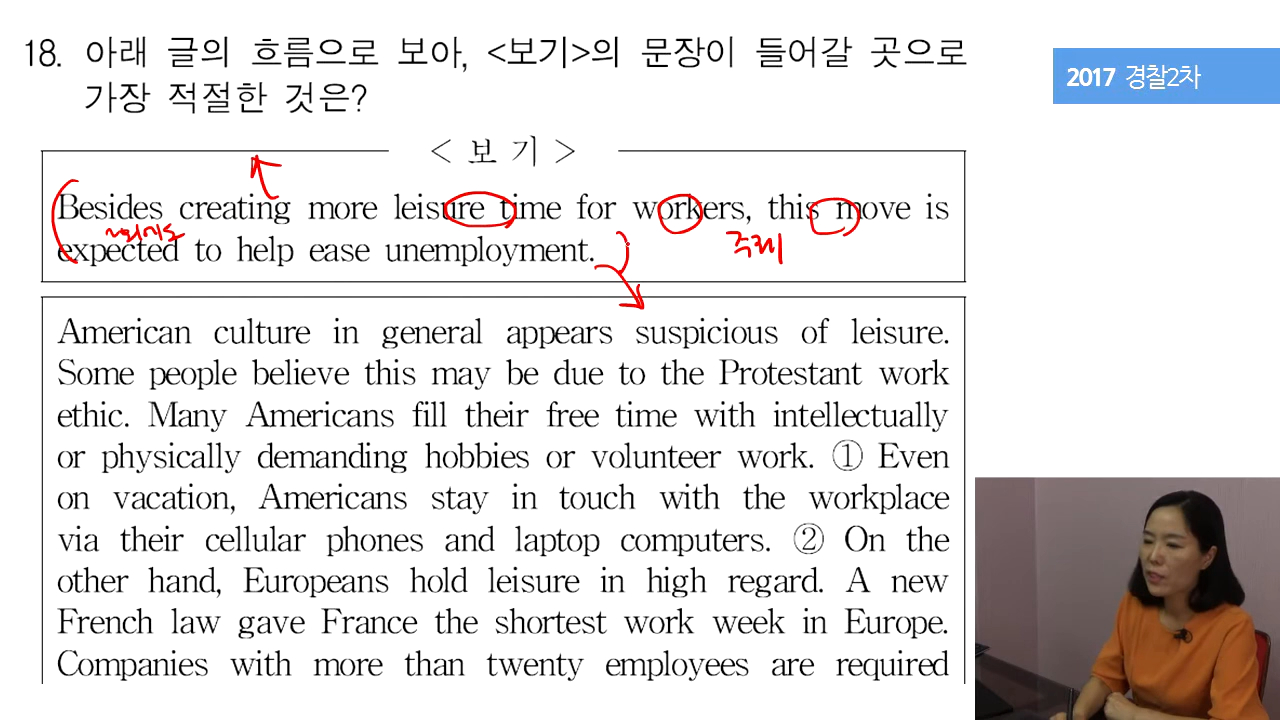 18. 아래 글의 흐름으로 보아, <보기>의 문장이 들어갈 곳으로
가장 적절한 것은?
2017 경찰2차
< 보 기 >
Besides creating more leisure time for workers, this move is
expected to help ease unemployment.
주제
American culture in general appears suspicious of leisure.
Some people believe this may be due to the Protestant work
ethic. Many Americans fill their free time with intellectually
or physically demanding hobbies or volunteer work. ① Even
on vacation, Americans stay in touch with the workplace
via their cellular phones and laptop computers. ② On the
other hand, Europeans hold leisure in high regard. A new
French law gave France the shortest work week in Europe.
Companies with more than twenty employees are required